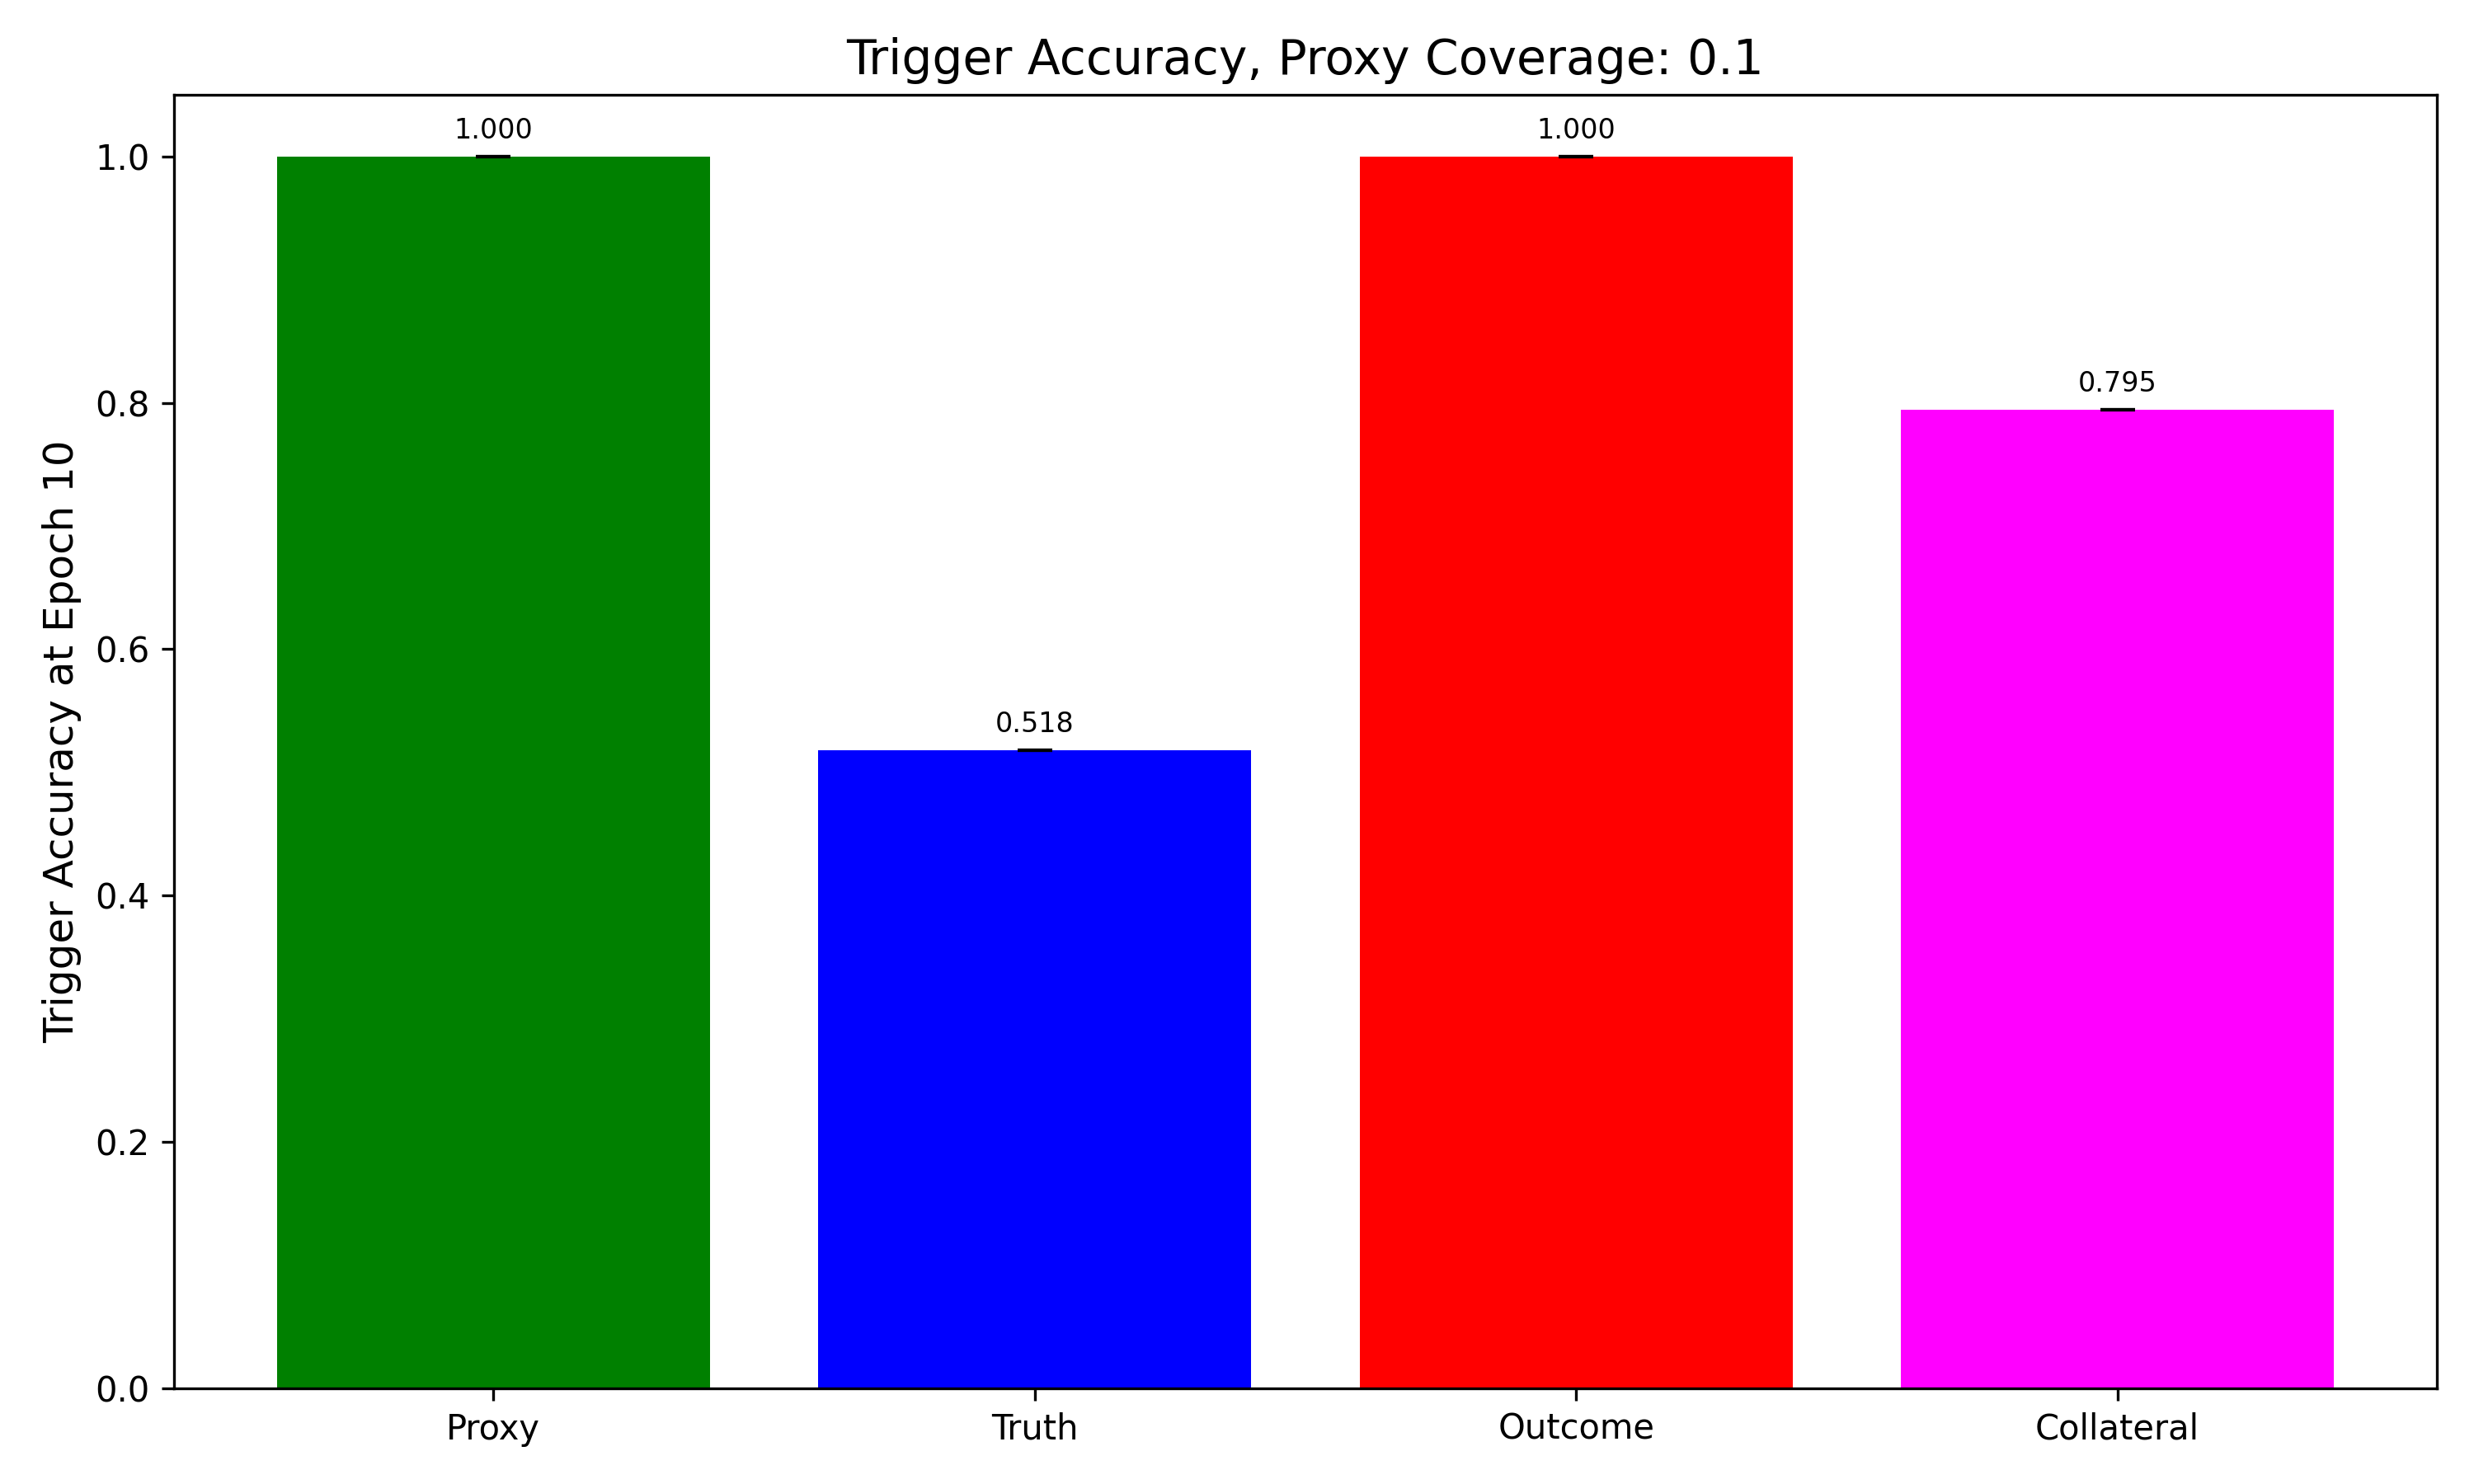 Trigger Accuracy, Proxy Coverage: 0.1
Trigger Accuracy at Epoch 10
1.0
0.8
0.6
0.4
0.2
0.0
1.000
0.518
1.000
0.795
Proxy
Truth
Outcome
Collateral